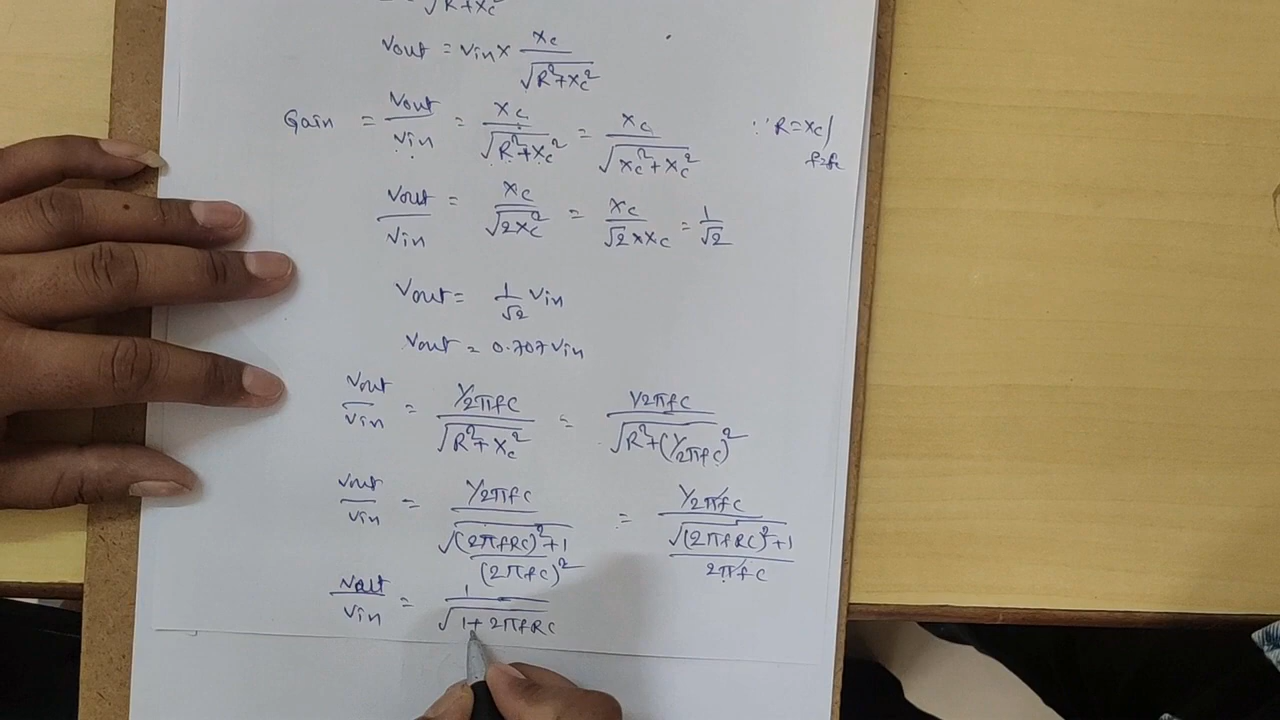 = √R+Xc²
Vout = Vin × Xc / √R²+Xc²
Gain = Vout/Vin = Xc / √R²+Xc² = Xc / √Xc²+Xc² ∵ R=Xc/ f=fc
Vout/Vin = Xc / √2Xc² = Xc / √2 × Xc = 1/√2
Vout = 1/√2 Vin
Vout = 0.707 Vin
Vout/Vin = 1/2πfC / √R²+Xc² = 1/2πfC / √R²+(1/2πfC)²
Vout/Vin = 1/2πfC / √(2πfRC)²+1 / (2πfC)² = 1/2πfC / √(2πfRC)²+1 / 2πfC
Vout/Vin = 1 / √1+2πfRC